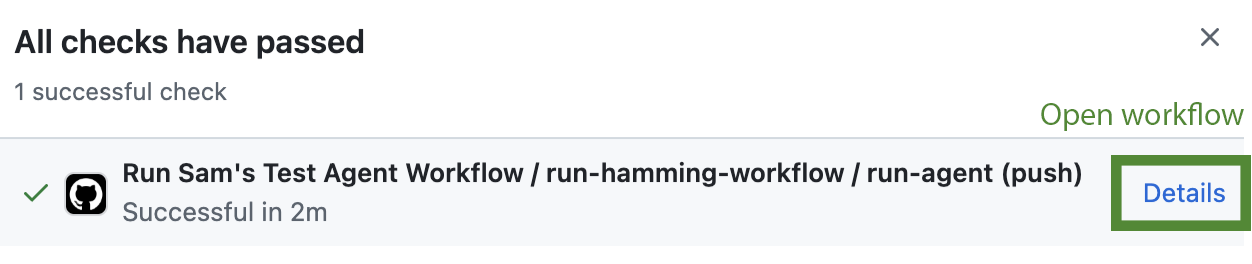 All checks have passed
1 successful check
Open workflow
Run Sam's Test Agent Workflow / run-hamming-workflow / run-agent (push)
Successful in 2m
Details